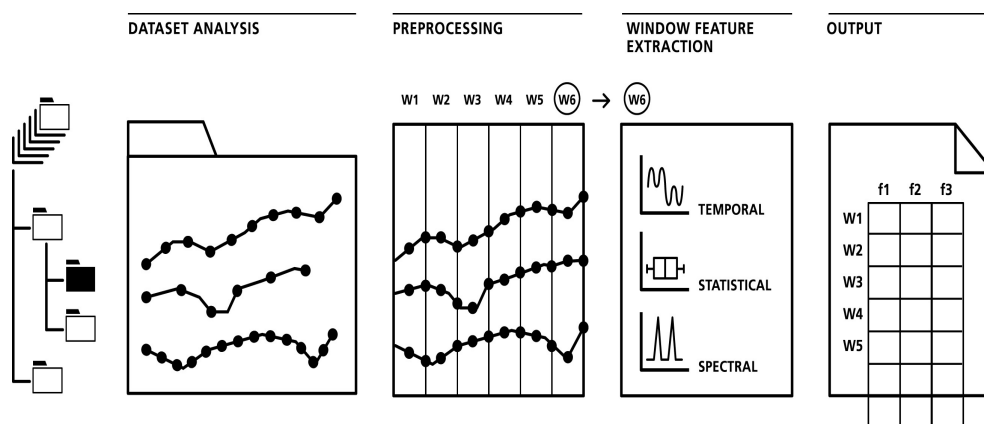 DATASET ANALYSIS
PREPROCESSING
WINDOW FEATURE
EXTRACTION
OUTPUT
W1 W2 W3 W4 W5 W6 → W6
TEMPORAL
STATISTICAL
SPECTRAL
f1 f2 f3
W1
W2
W3
W4
W5